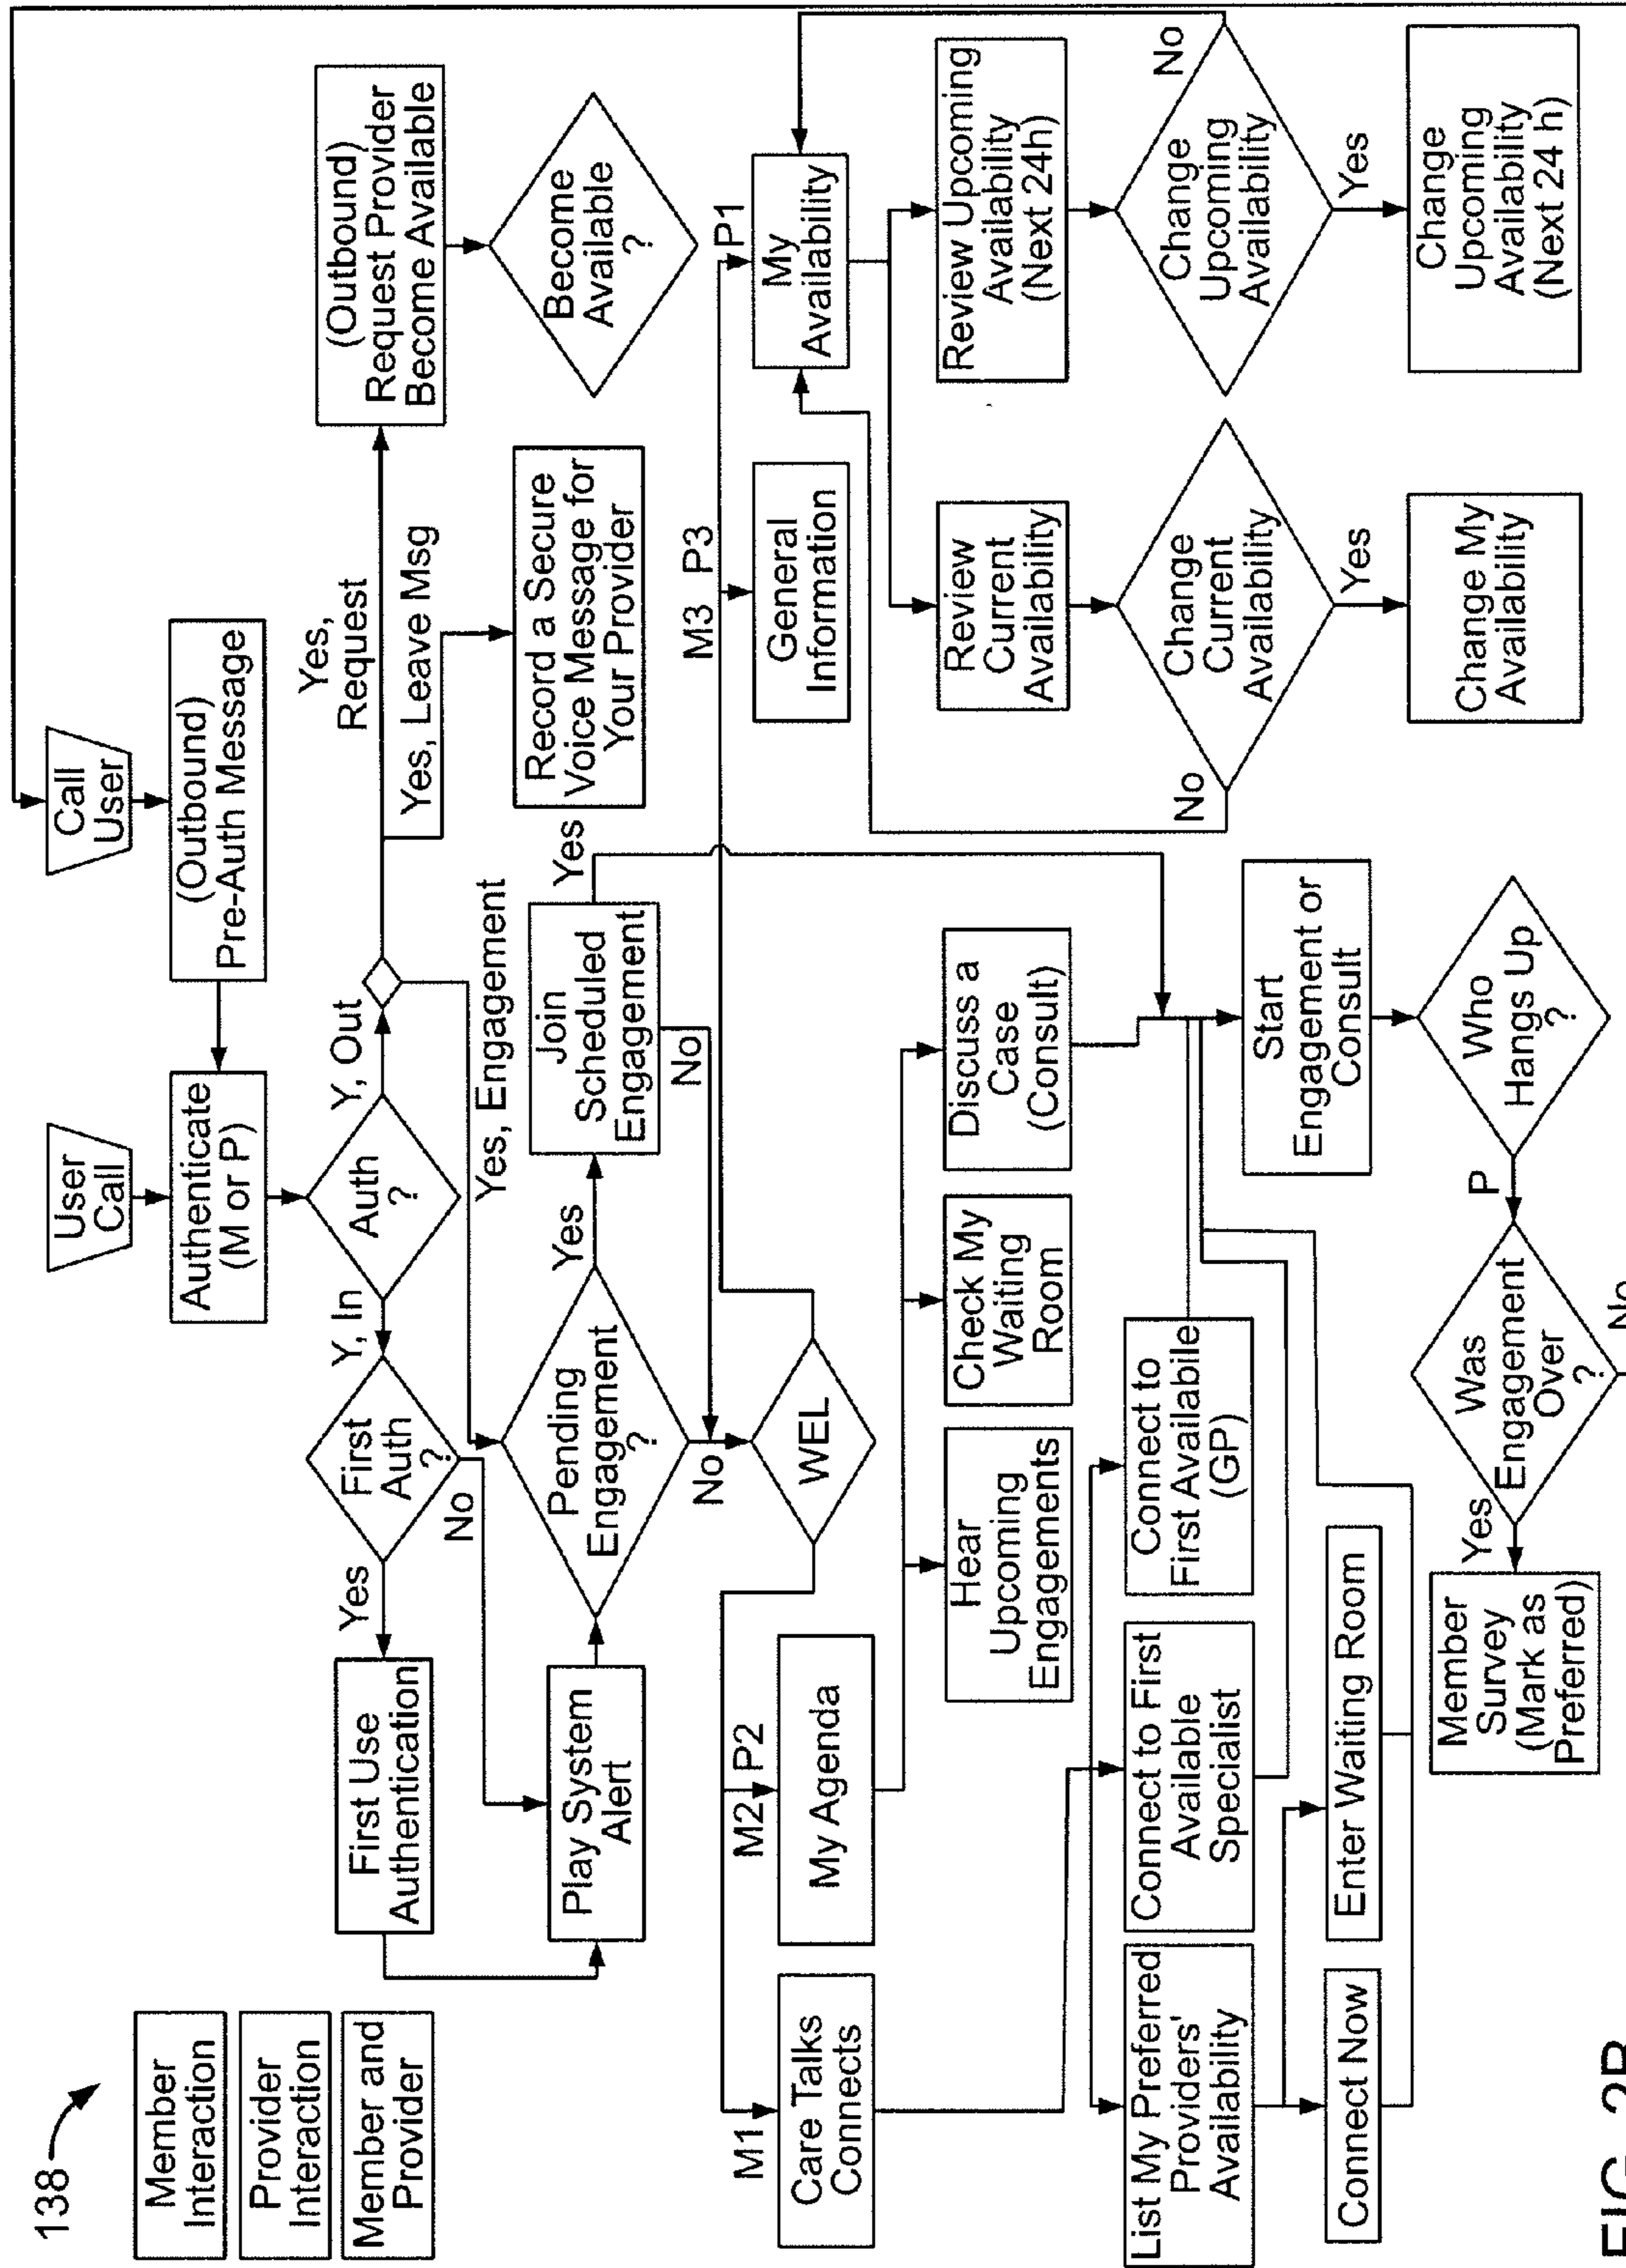 138
Member
Interaction
Provider
Interaction
Member and
Provider
User
Call
Call
User
Authenticate
(M or P)
(Outbound)
Pre-Auth Message
Y, In
Auth
?
Y, Out
Yes,
Request
Yes, Leave Msg
(Outbound)
Request Provider
Become Available
First Use
Authentication
Yes
First
Auth
?
No
Yes, Engagement
Record a Secure
Voice Message for
Your Provider
Become
Available
?
Play System
Alert
Pending
Engagement
?
Yes
Join
Scheduled
Engagement
Yes
No
No
M1
M2
P2
WEL
M3
P3
P1
Care Talks
Connects
My Agenda
General
Information
My
Availability
Hear
Upcoming
Engagements
Check My
Waiting
Room
Discuss a
Case
(Consult)
Review
Current
Availability
Review Upcoming
Availability
(Next 24h)
List My Preferred
Providers'
Availability
Connect to First
Available
Specialist
Connect to
First Availabile
(GP)
No
Change
Current
Availability
Change
Upcoming
Availability
No
Start
Engagement or
Consult
Yes
Yes
Connect Now
Enter Waiting Room
Change My
Availability
Change
Upcoming
Availability
(Next 24 h)
Member
Survey
(Mark as
Preferred)
Yes
Was
Engagement
Over
?
P
Who
Hangs Up
?
No
FIG. 2B